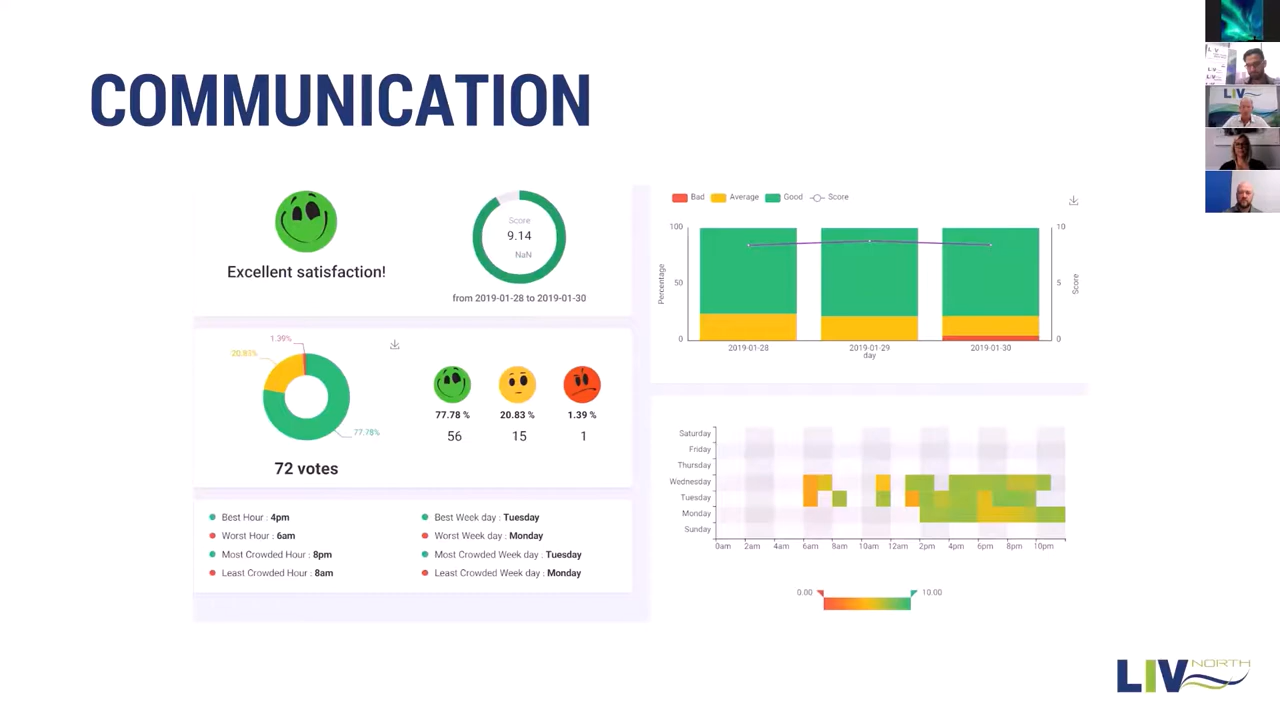 COMMUNICATION
Excellent satisfaction!
Score
9.14
NaN
from 2019-01-28 to 2019-01-30
1.39%
20.83%
77.78%
72 votes
77.78 % 20.83 % 1.39 %
56 15 1
Best Hour : 4pm
Worst Hour : 6am
Most Crowded Hour : 8pm
Least Crowded Hour : 8am
Best Week day : Tuesday
Worst Week day : Monday
Most Crowded Week day : Tuesday
Least Crowded Week day : Monday
Bad Average Good Score
100
50
0
Percentage
10
5
0
Score
2019-01-28 2019-01-29 2019-01-30
day
Saturday
Friday
Thursday
Wednesday
Tuesday
Monday
Sunday
0am 2am 4am 6am 8am 10am 12am 2pm 4pm 6pm 8pm 10pm
0.00 10.00
LIV
LIV NORTH